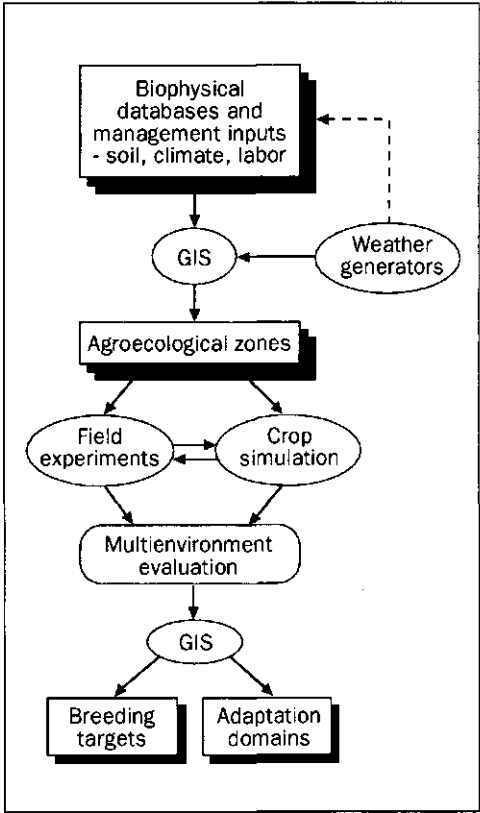 Biophysical
databases and
management inputs
- soil, climate, labor
GIS
Weather
generators
Agroecological zones
Field
experiments
Crop
simulation
Multienvironment
evaluation
GIS
Breeding
targets
Adaptation
domains